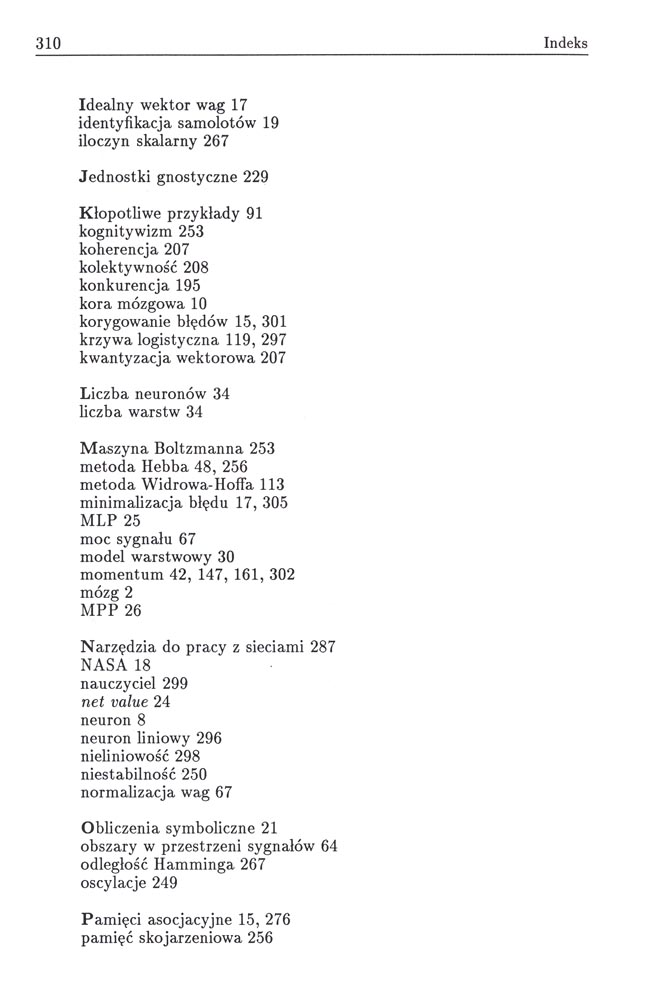 310 Indeks
Idealny wektor wag 17
identyfikacja samolotów 19
iloczyn skalarny 267
Jednostki gnostyczne 229
Kłopotliwe przykłady 91
kognitywizm 253
koherencja 207
kolektywność 208
konkurencja 195
kora mózgowa 10
korygowanie błędów 15, 301
krzywa logistyczna 119, 297
kwantyzacja wektorowa 207
Liczba neuronów 34
liczba warstw 34
Maszyna Boltzmanna 253
metoda Hebba 48, 256
metoda Widrowa-Hoffa 113
minimalizacja błędu 17, 305
MLP 25
moc sygnału 67
model warstwowy 30
momentum 42, 147, 161, 302
mózg 2
MPP 26
Narzędzia do pracy z sieciami 287
NASA 18
nauczyciel 299
net value 24
neuron 8
neuron liniowy 296
nieliniowość 298
niestabilność 250
normalizacja wag 67
Obliczenia symboliczne 21
obszary w przestrzeni sygnałów 64
odległość Hamminga 267
oscylacje 249
Pamięci asocjacyjne 15, 276
pamięć skojarzeniowa 256